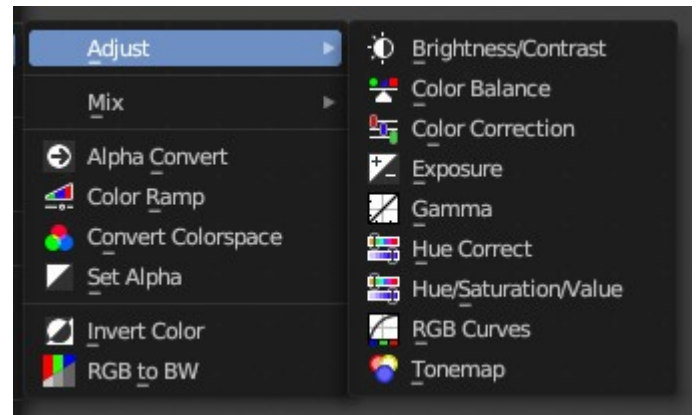 Adjust
Mix
Alpha Convert
Color Ramp
Convert Colorspace
Set Alpha
Invert Color
RGB to BW
Brightness/Contrast
Color Balance
Color Correction
Exposure
Gamma
Hue Correct
Hue/Saturation/Value
RGB Curves
Tonemap